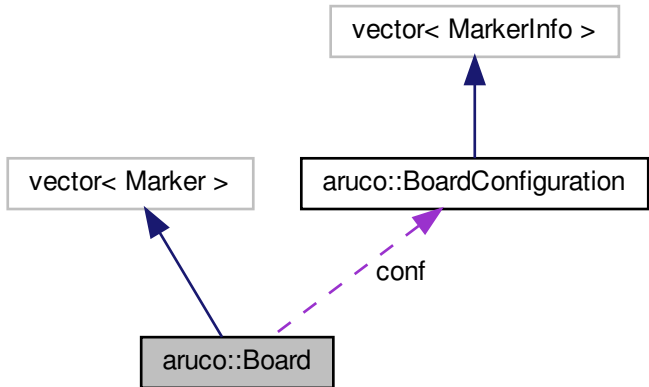 vector< MarkerInfo >
vector< Marker >
aruco::BoardConfiguration
conf
aruco::Board